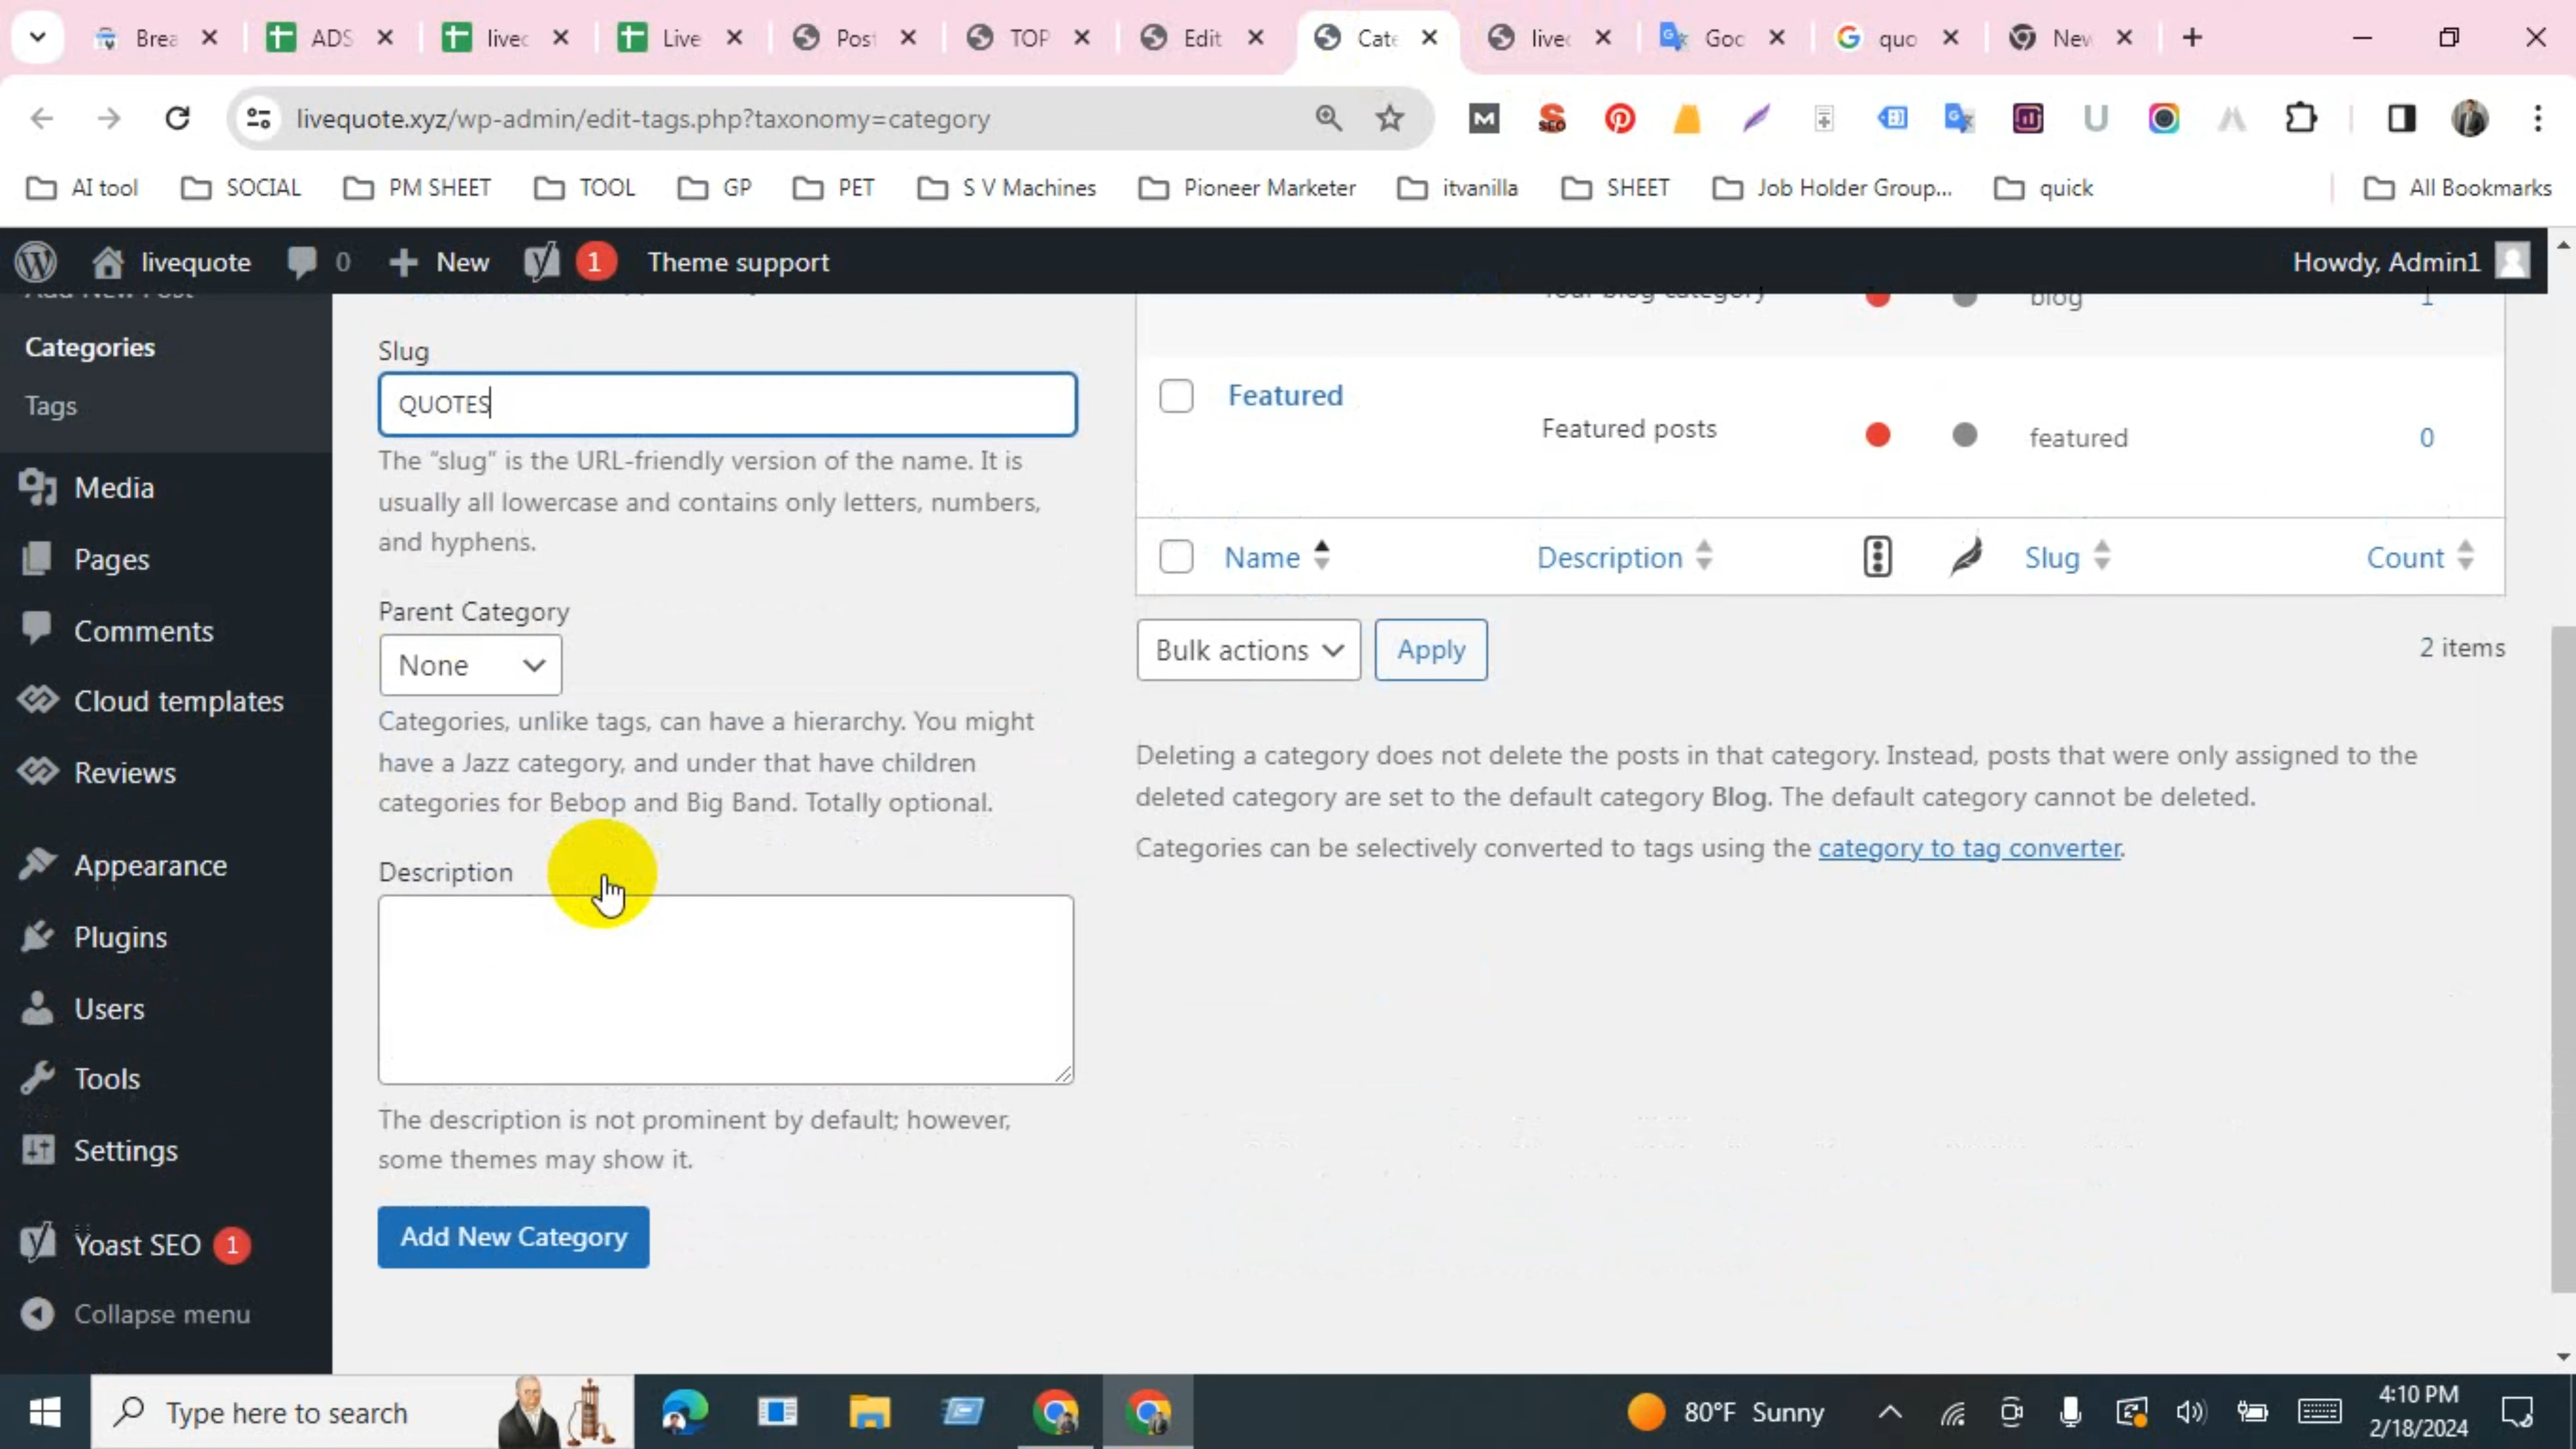 Brea
ADS
livec
Live
Post
TOP
Edit
Cate
livec
Goc
quo
New
livequote.xyz/wp-admin/edit-tags.php?taxonomy=category
AI tool
SOCIAL
PM SHEET
TOOL
GP
PET
S V Machines
Pioneer Marketer
itvanilla
SHEET
Job Holder Group...
quick
All Bookmarks
livequote
0
New
1
Theme support
Howdy, Admin1
Add New Post
Categories
Tags
Media
Pages
Comments
Cloud templates
Reviews
Appearance
Plugins
Users
Tools
Settings
Yoast SEO 1
Collapse menu
Slug
QUOTES
The “slug” is the URL-friendly version of the name. It is
usually all lowercase and contains only letters, numbers,
and hyphens.
Parent Category
None
Categories, unlike tags, can have a hierarchy. You might
have a Jazz category, and under that have children
categories for Bebop and Big Band. Totally optional.
Description
The description is not prominent by default; however,
some themes may show it.
Add New Category
Your blog category
blog
1
Featured
Featured posts
featured
0
Name
Description
Slug
Count
Bulk actions
Apply
2 items
Deleting a category does not delete the posts in that category. Instead, posts that were only assigned to the
deleted category are set to the default category Blog. The default category cannot be deleted.
Categories can be selectively converted to tags using the category to tag converter.
Type here to search
80°F Sunny
4:10 PM
2/18/2024